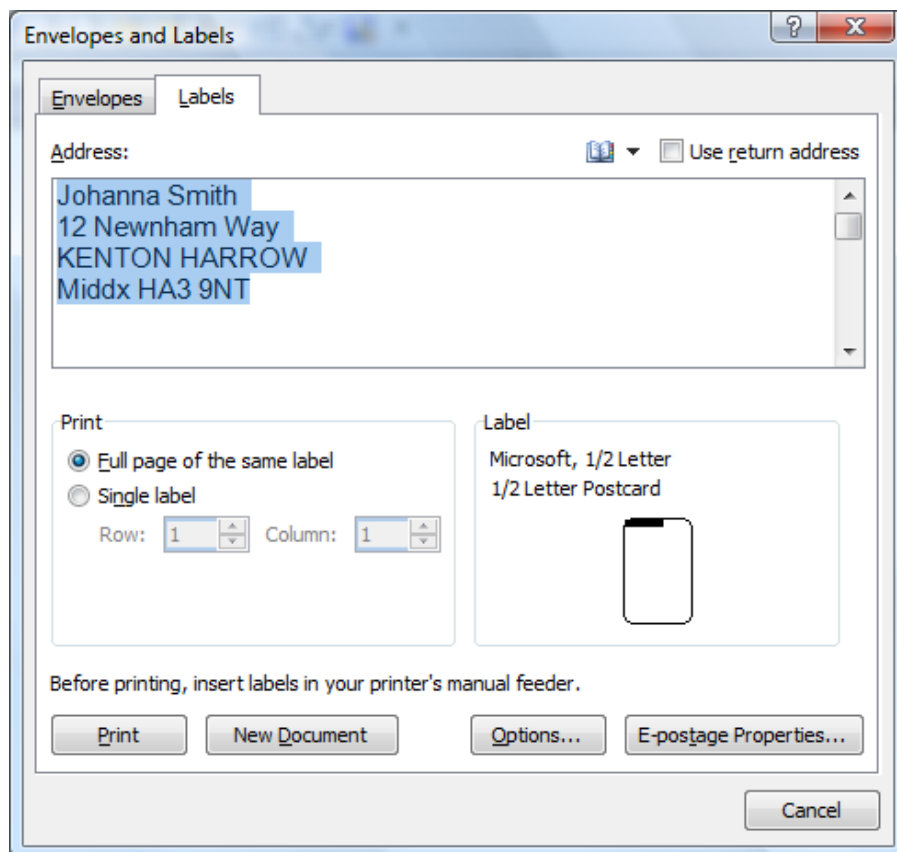 Envelopes and Labels
Envelopes Labels
Address: Use return address
Johanna Smith
12 Newnham Way
KENTON HARROW
Middx HA3 9NT
Print
Full page of the same label
Single label
Row: 1 Column: 1
Label
Microsoft, 1/2 Letter
1/2 Letter Postcard
Before printing, insert labels in your printer's manual feeder.
Print New Document Options... E-postage Properties...
Cancel